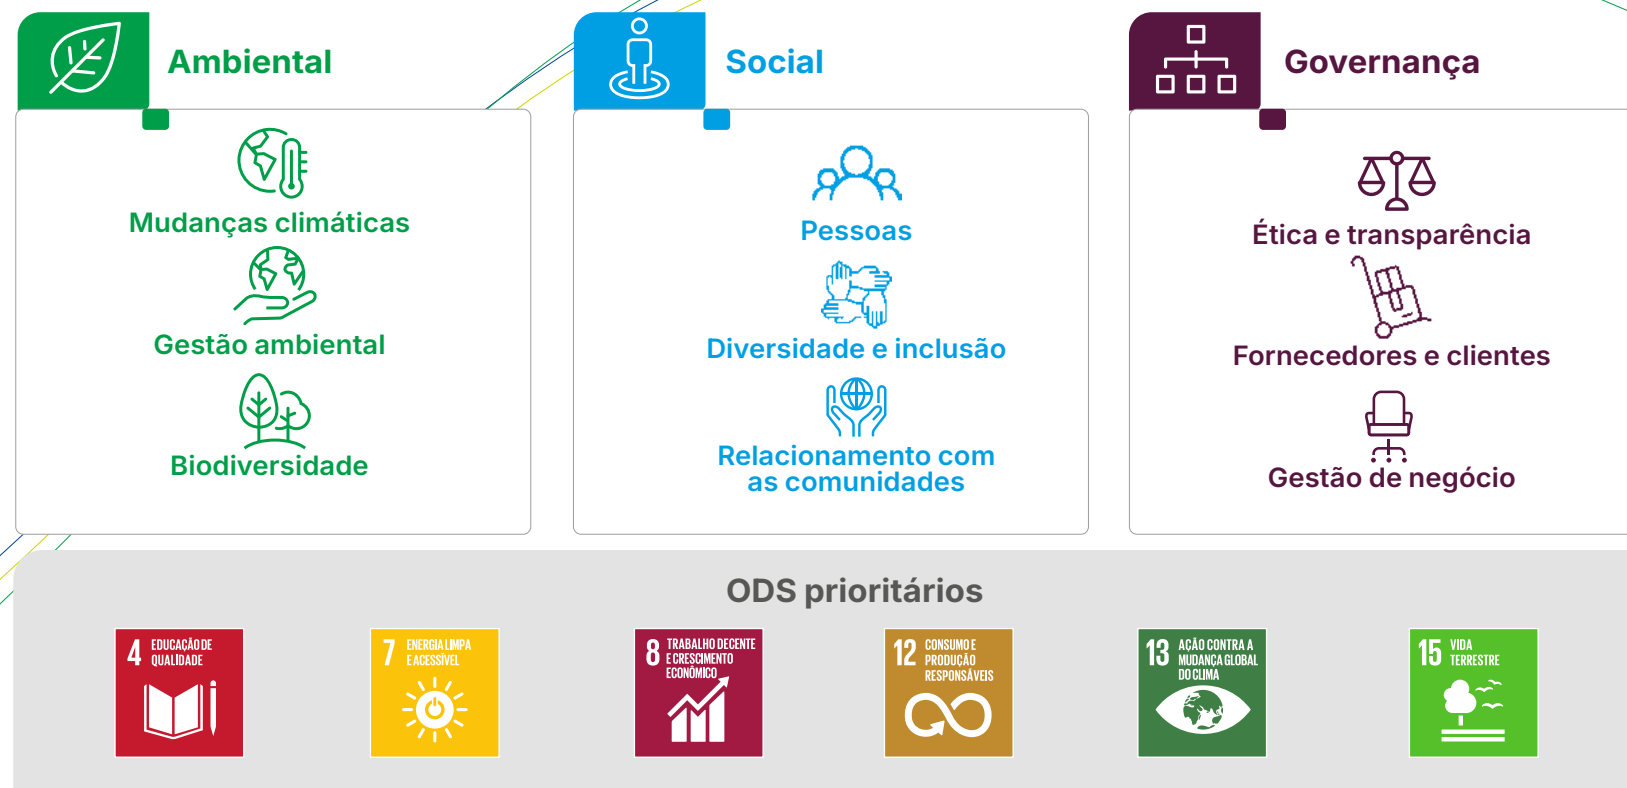 Ambiental
Mudanças climáticas
Gestão ambiental
Biodiversidade
Social
Pessoas
Diversidade e inclusão
Relacionamento com
as comunidades
Governança
Ética e transparência
Fornecedores e clientes
Gestão de negócio
ODS prioritários
4 EDUCAÇÃO DE
QUALIDADE
7 ENERGIA LIMPA
E ACESSÍVEL
8 TRABALHO DECENTE
E CRESCIMENTO
ECONÔMICO
12 CONSUMO E
PRODUÇÃO
RESPONSÁVEIS
13 AÇÃO CONTRA A
MUDANÇA GLOBAL
DO CLIMA
15 VIDA
TERRESTRE